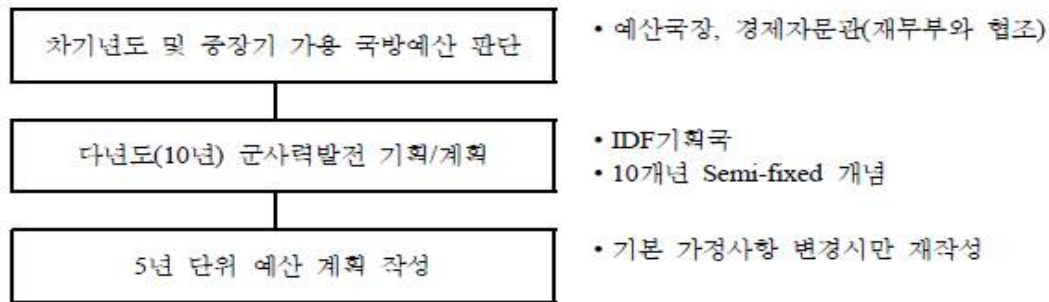 차기년도 및 중장기 가용 국방예산 판단
• 예산국장, 경제자문관(재무부와 협조)
다년도(10년) 군사력발전 기획/계획
• IDF기획국
• 10개년 Semi-fixed 개념
5년 단위 예산 계획 작성
• 기본 가정사항 변경시만 재작성